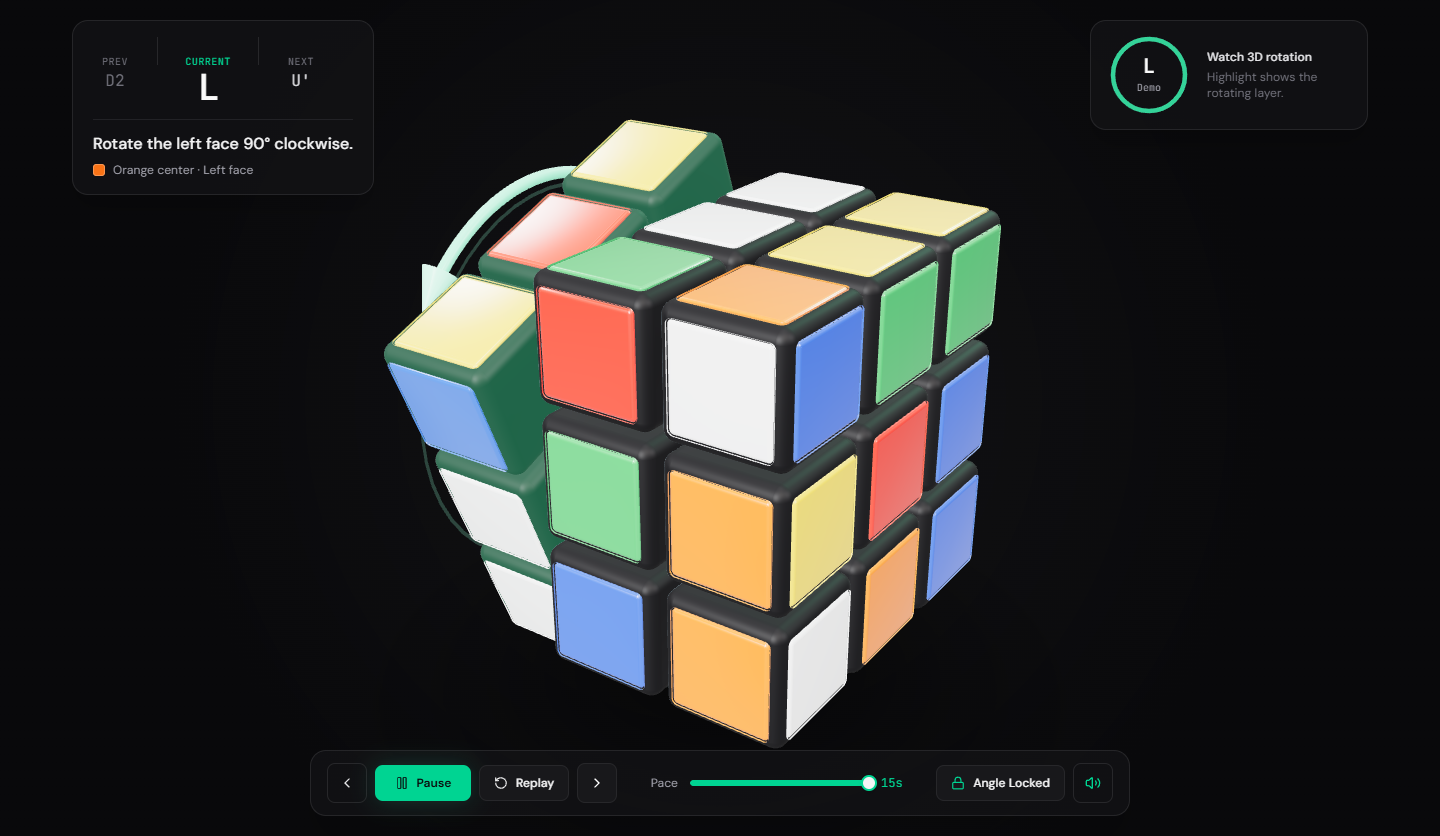 PREV
CURRENT
NEXT
D2
L
U'
Rotate the left face 90° clockwise.
Orange center · Left face
L
Demo
Watch 3D rotation
Highlight shows the
rotating layer.
Pause
Replay
Pace
15s
Angle Locked